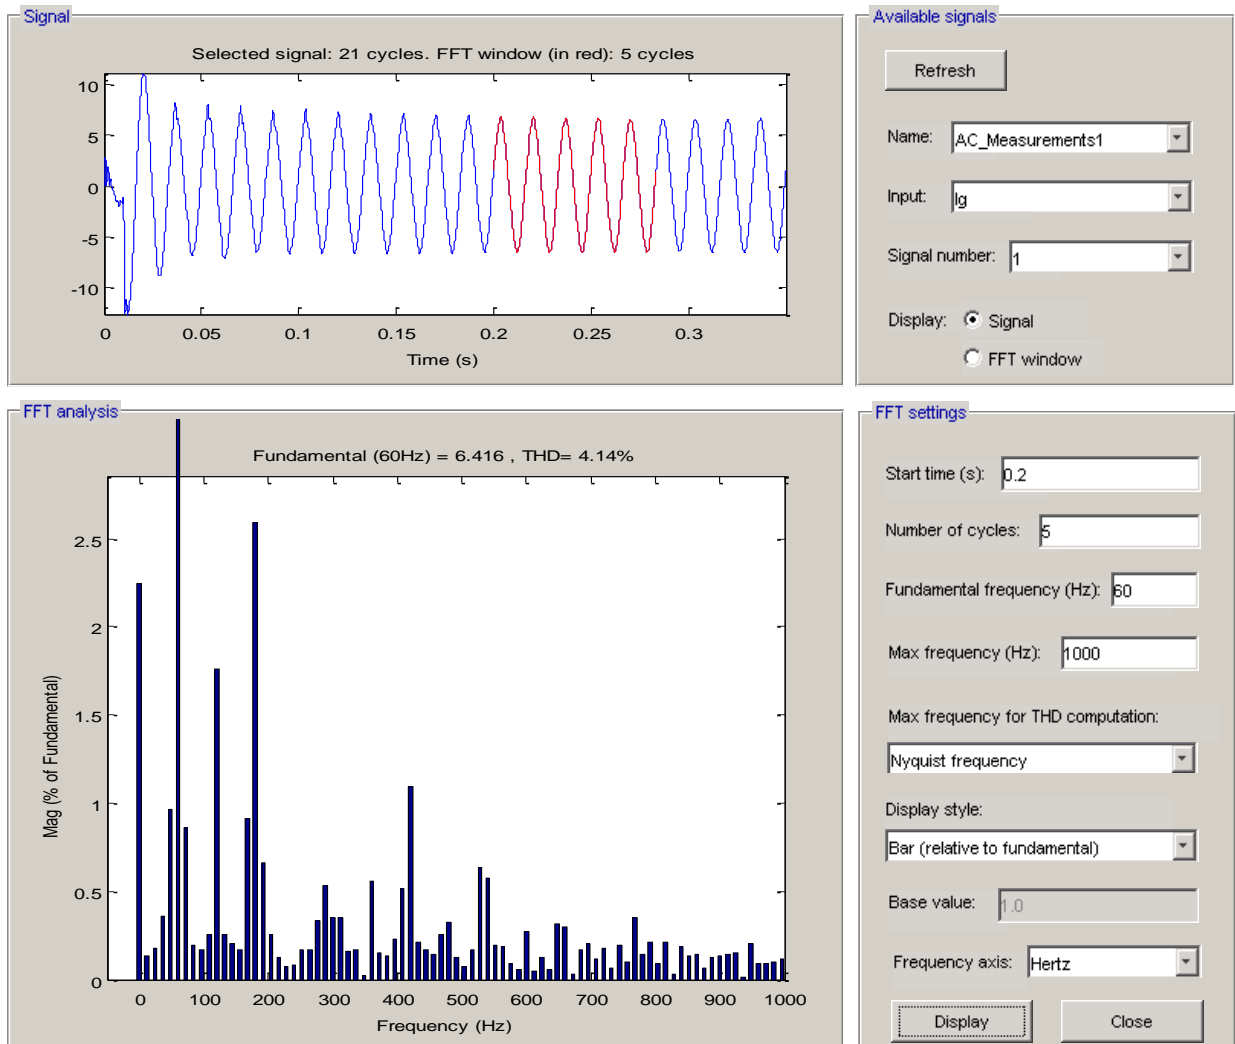 Signal
Selected signal: 21 cycles. FFT window (in red): 5 cycles
10
5
0
-5
-10
0 0.05 0.1 0.15 0.2 0.25 0.3
Time (s)
Available signals
Refresh
Name: AC_Measurements1
Input: Ig
Signal number: 1
Display: Signal
FFT window
FFT analysis
Fundamental (60Hz) = 6.416 , THD= 4.14%
2.5
2
1.5
1
0.5
0
Mag (% of Fundamental)
0 100 200 300 400 500 600 700 800 900 1000
Frequency (Hz)
FFT settings
Start time (s): 0.2
Number of cycles: 5
Fundamental frequency (Hz): 60
Max frequency (Hz): 1000
Max frequency for THD computation:
Nyquist frequency
Display style:
Bar (relative to fundamental)
Base value: 1.0
Frequency axis: Hertz
Display Close